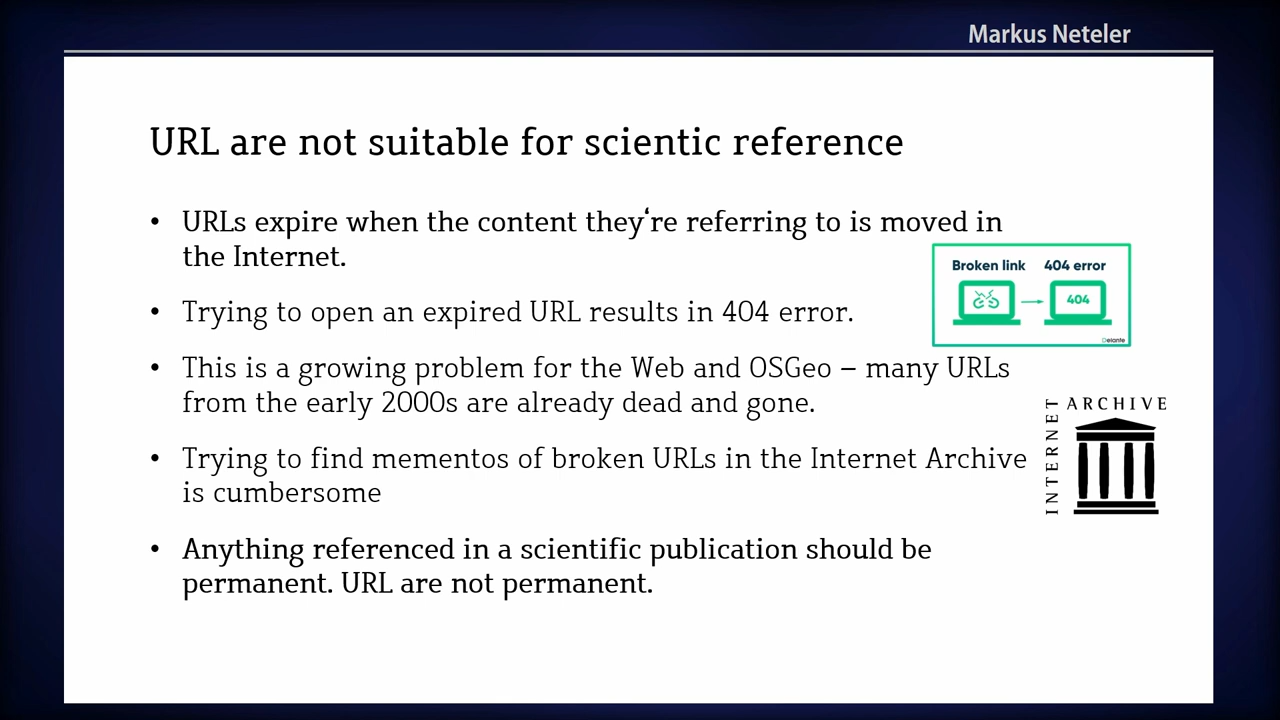 Markus Neteler
URL are not suitable for scientic reference
• URLs expire when the content they‘re referring to is moved in
the Internet.
Broken link 404 error
404
elante
• Trying to open an expired URL results in 404 error.
• This is a growing problem for the Web and OSGeo – many URLs
from the early 2000s are already dead and gone.
INTERNET ARCHIVE
• Trying to find mementos of broken URLs in the Internet Archive
is cumbersome
• Anything referenced in a scientific publication should be
permanent. URL are not permanent.